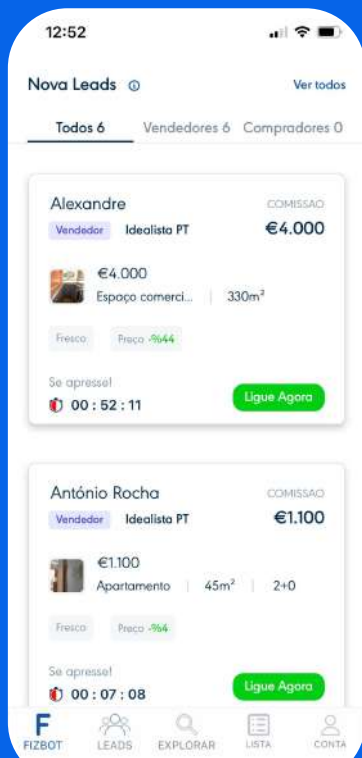 12:52
Nova Leads
Ver todos
Todos 6 Vendedores 6 Compradores 0
Alexandre
COMISSAO
Vendedor Idealista PT
€4.000
€4.000
Espaço comerci... | 330m²
Fresco Preço -%44
Se apresse!
00 : 52 : 11
Ligue Agora
António Rocha
COMISSAO
Vendedor Idealista PT
€1.100
€1.100
Apartamento | 45m² | 2+0
Fresco Preço -%4
Se apresse!
00 : 07 : 08
Ligue Agora
F
FIZBOT LEADS EXPLORAR LISTA CONTA